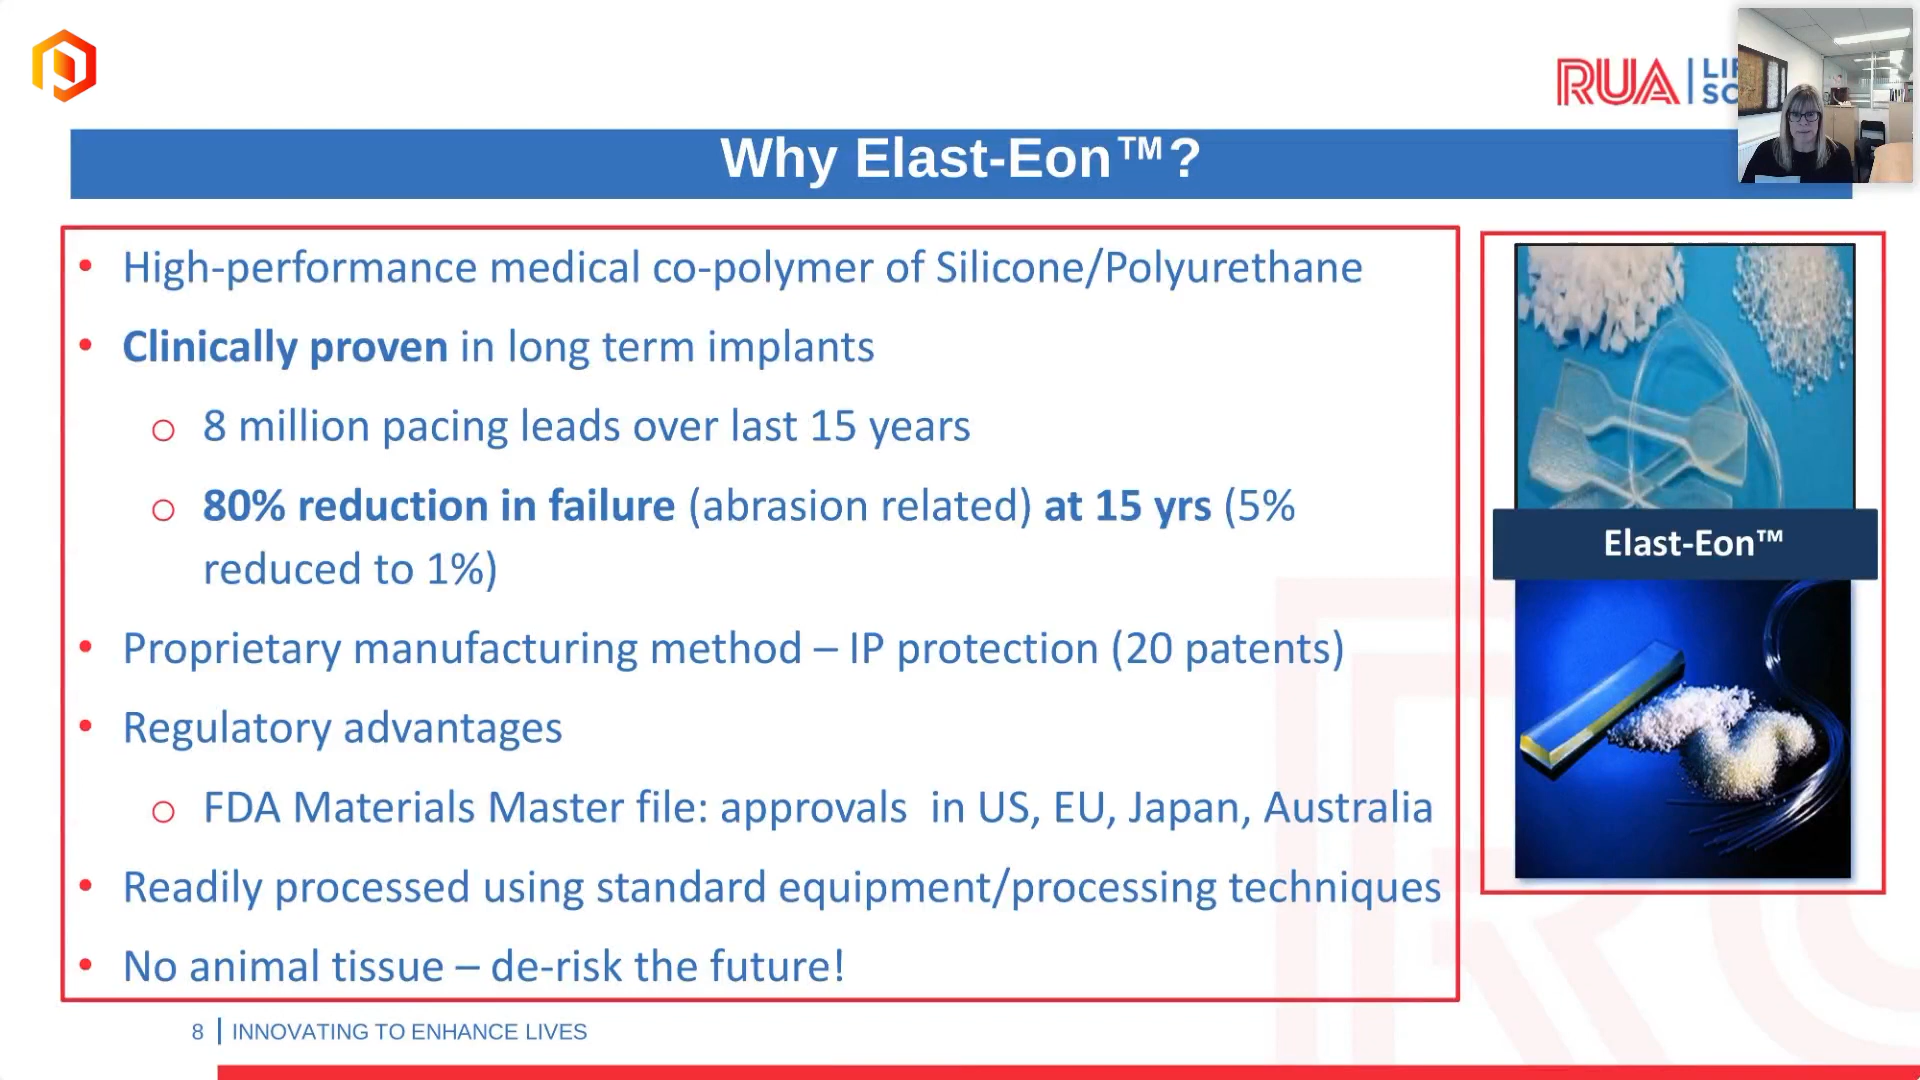 RUA
Why Elast-Eon™?
• High-performance medical co-polymer of Silicone/Polyurethane
• Clinically proven in long term implants
o 8 million pacing leads over last 15 years
o 80% reduction in failure (abrasion related) at 15 yrs (5%
reduced to 1%)
• Proprietary manufacturing method – IP protection (20 patents)
• Regulatory advantages
o FDA Materials Master file: approvals  in US, EU, Japan, Australia
• Readily processed using standard equipment/processing techniques
• No animal tissue – de-risk the future!
Elast-Eon™
8 | INNOVATING TO ENHANCE LIVES